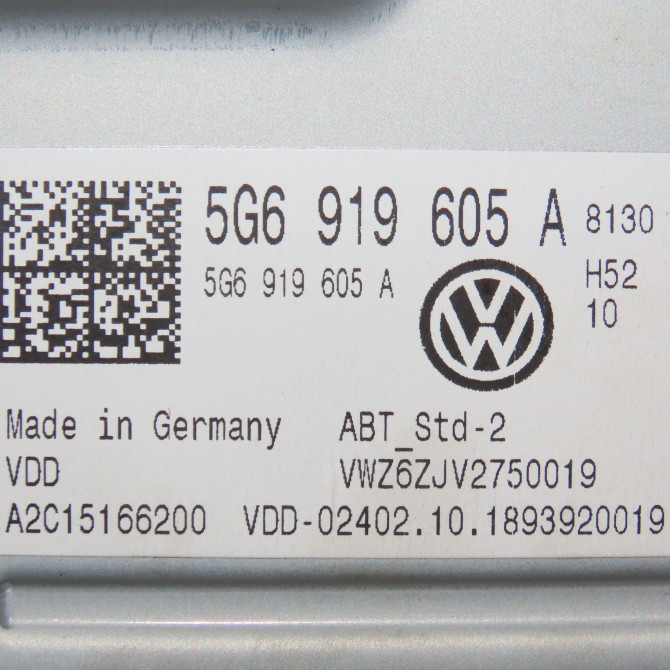 5G6 919 605 A 8130
5G6 919 605 A
H52
10
Made in Germany ABT_Std-2
VDD VWZ6ZJV2750019
A2C15166200 VDD-02402.10.1893920019